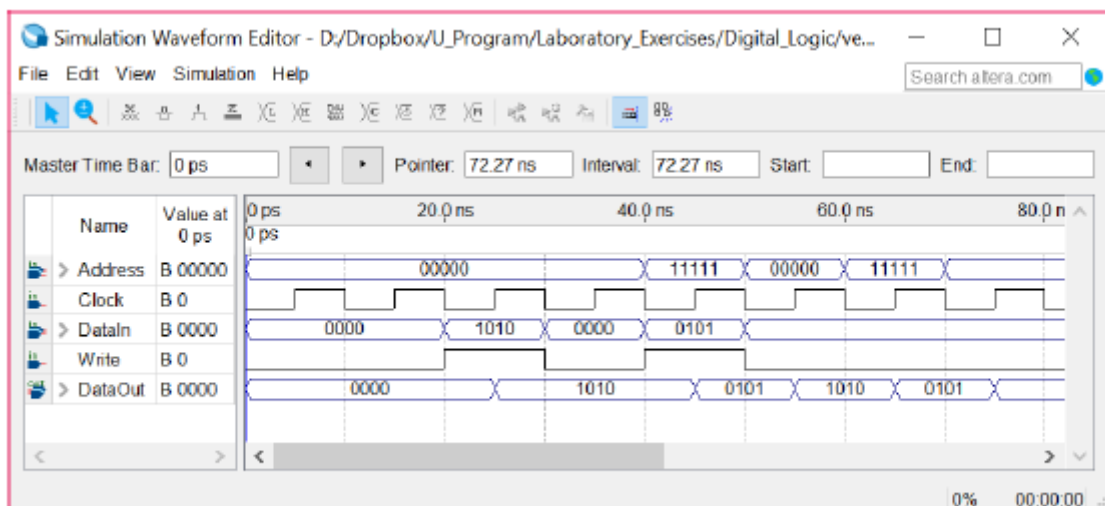 Simulation Waveform Editor - D:/Dropbox/U_Program/Laboratory_Exercises/Digital_Logic/ve...
File Edit View Simulation Help
Search altera.com
Master Time Bar: 0 ps Pointer: 72.27 ns Interval: 72.27 ns Start: End:
Name Value at 0 ps 0 ps 20.0 ns 40.0 ns 60.0 ns 80.0 n
0 ps
Address B 00000 00000 11111 00000 11111
Clock B 0
DataIn B 0000 0000 1010 0000 0101
Write B 0
DataOut B 0000 0000 1010 0101 1010 0101
0% 00:00:00